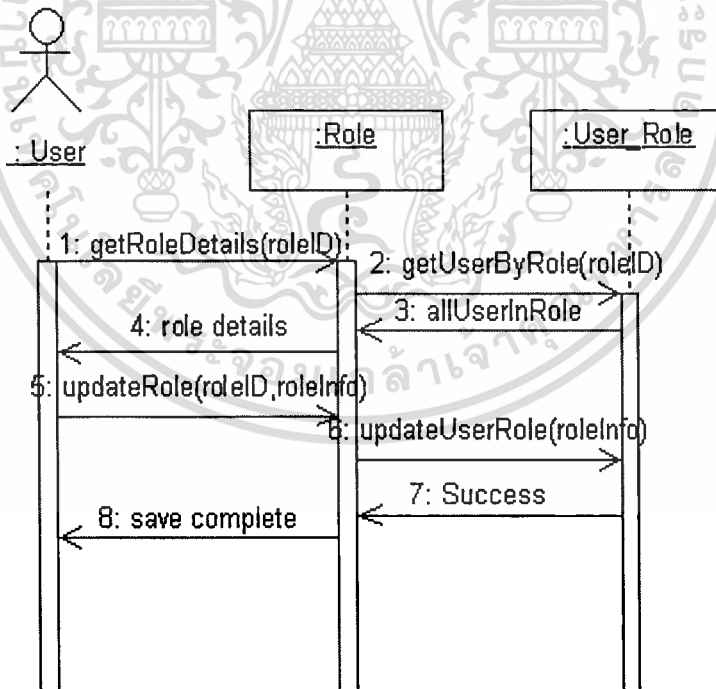 : User
:Role
:User_Role
1: getRoleDetails(roleID)
2: getUserByRole(roleID)
3: allUserInRole
4: role details
5: updateRole(roleID,roleInfo)
6: updateUserRole(roleInfo)
7: Success
8: save complete